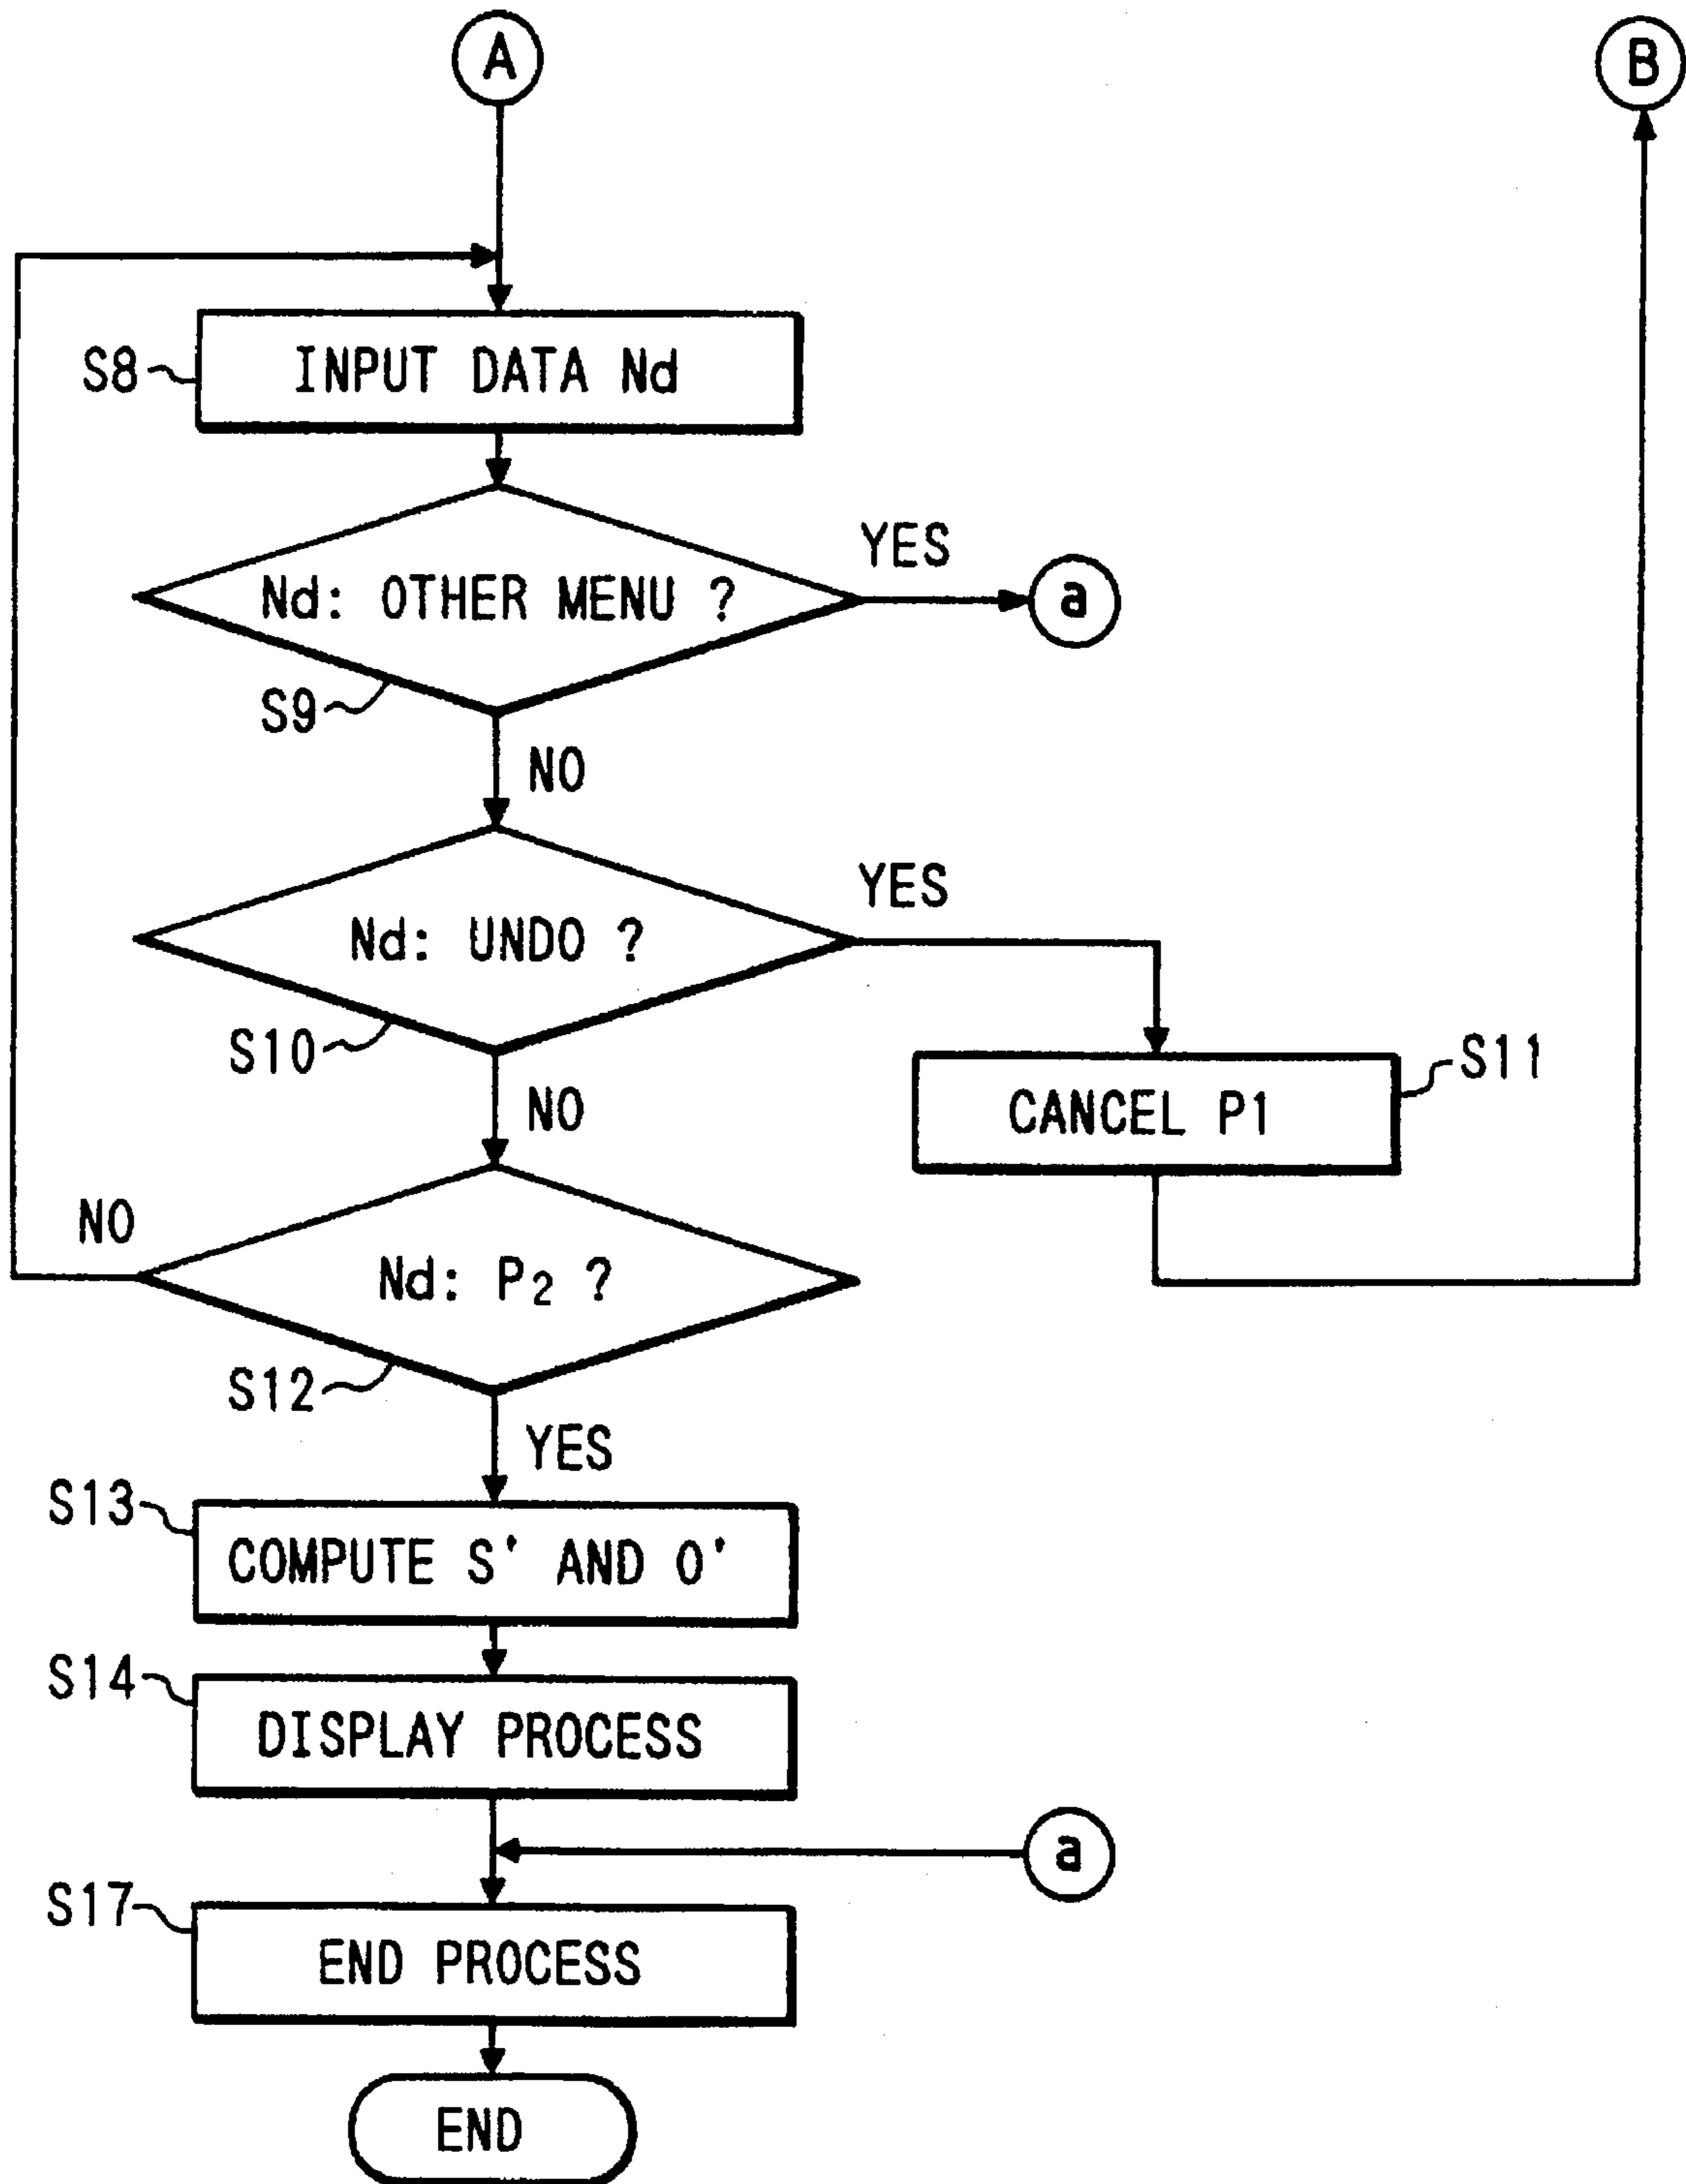 A
B
S8
INPUT DATA Nd
YES
Nd: OTHER MENU ?
a
S9
NO
YES
Nd: UNDO ?
S10
S11
CANCEL P1
NO
NO
Nd: P2 ?
S12
YES
S13
COMPUTE S' AND O'
S14
DISPLAY PROCESS
a
S17
END PROCESS
END